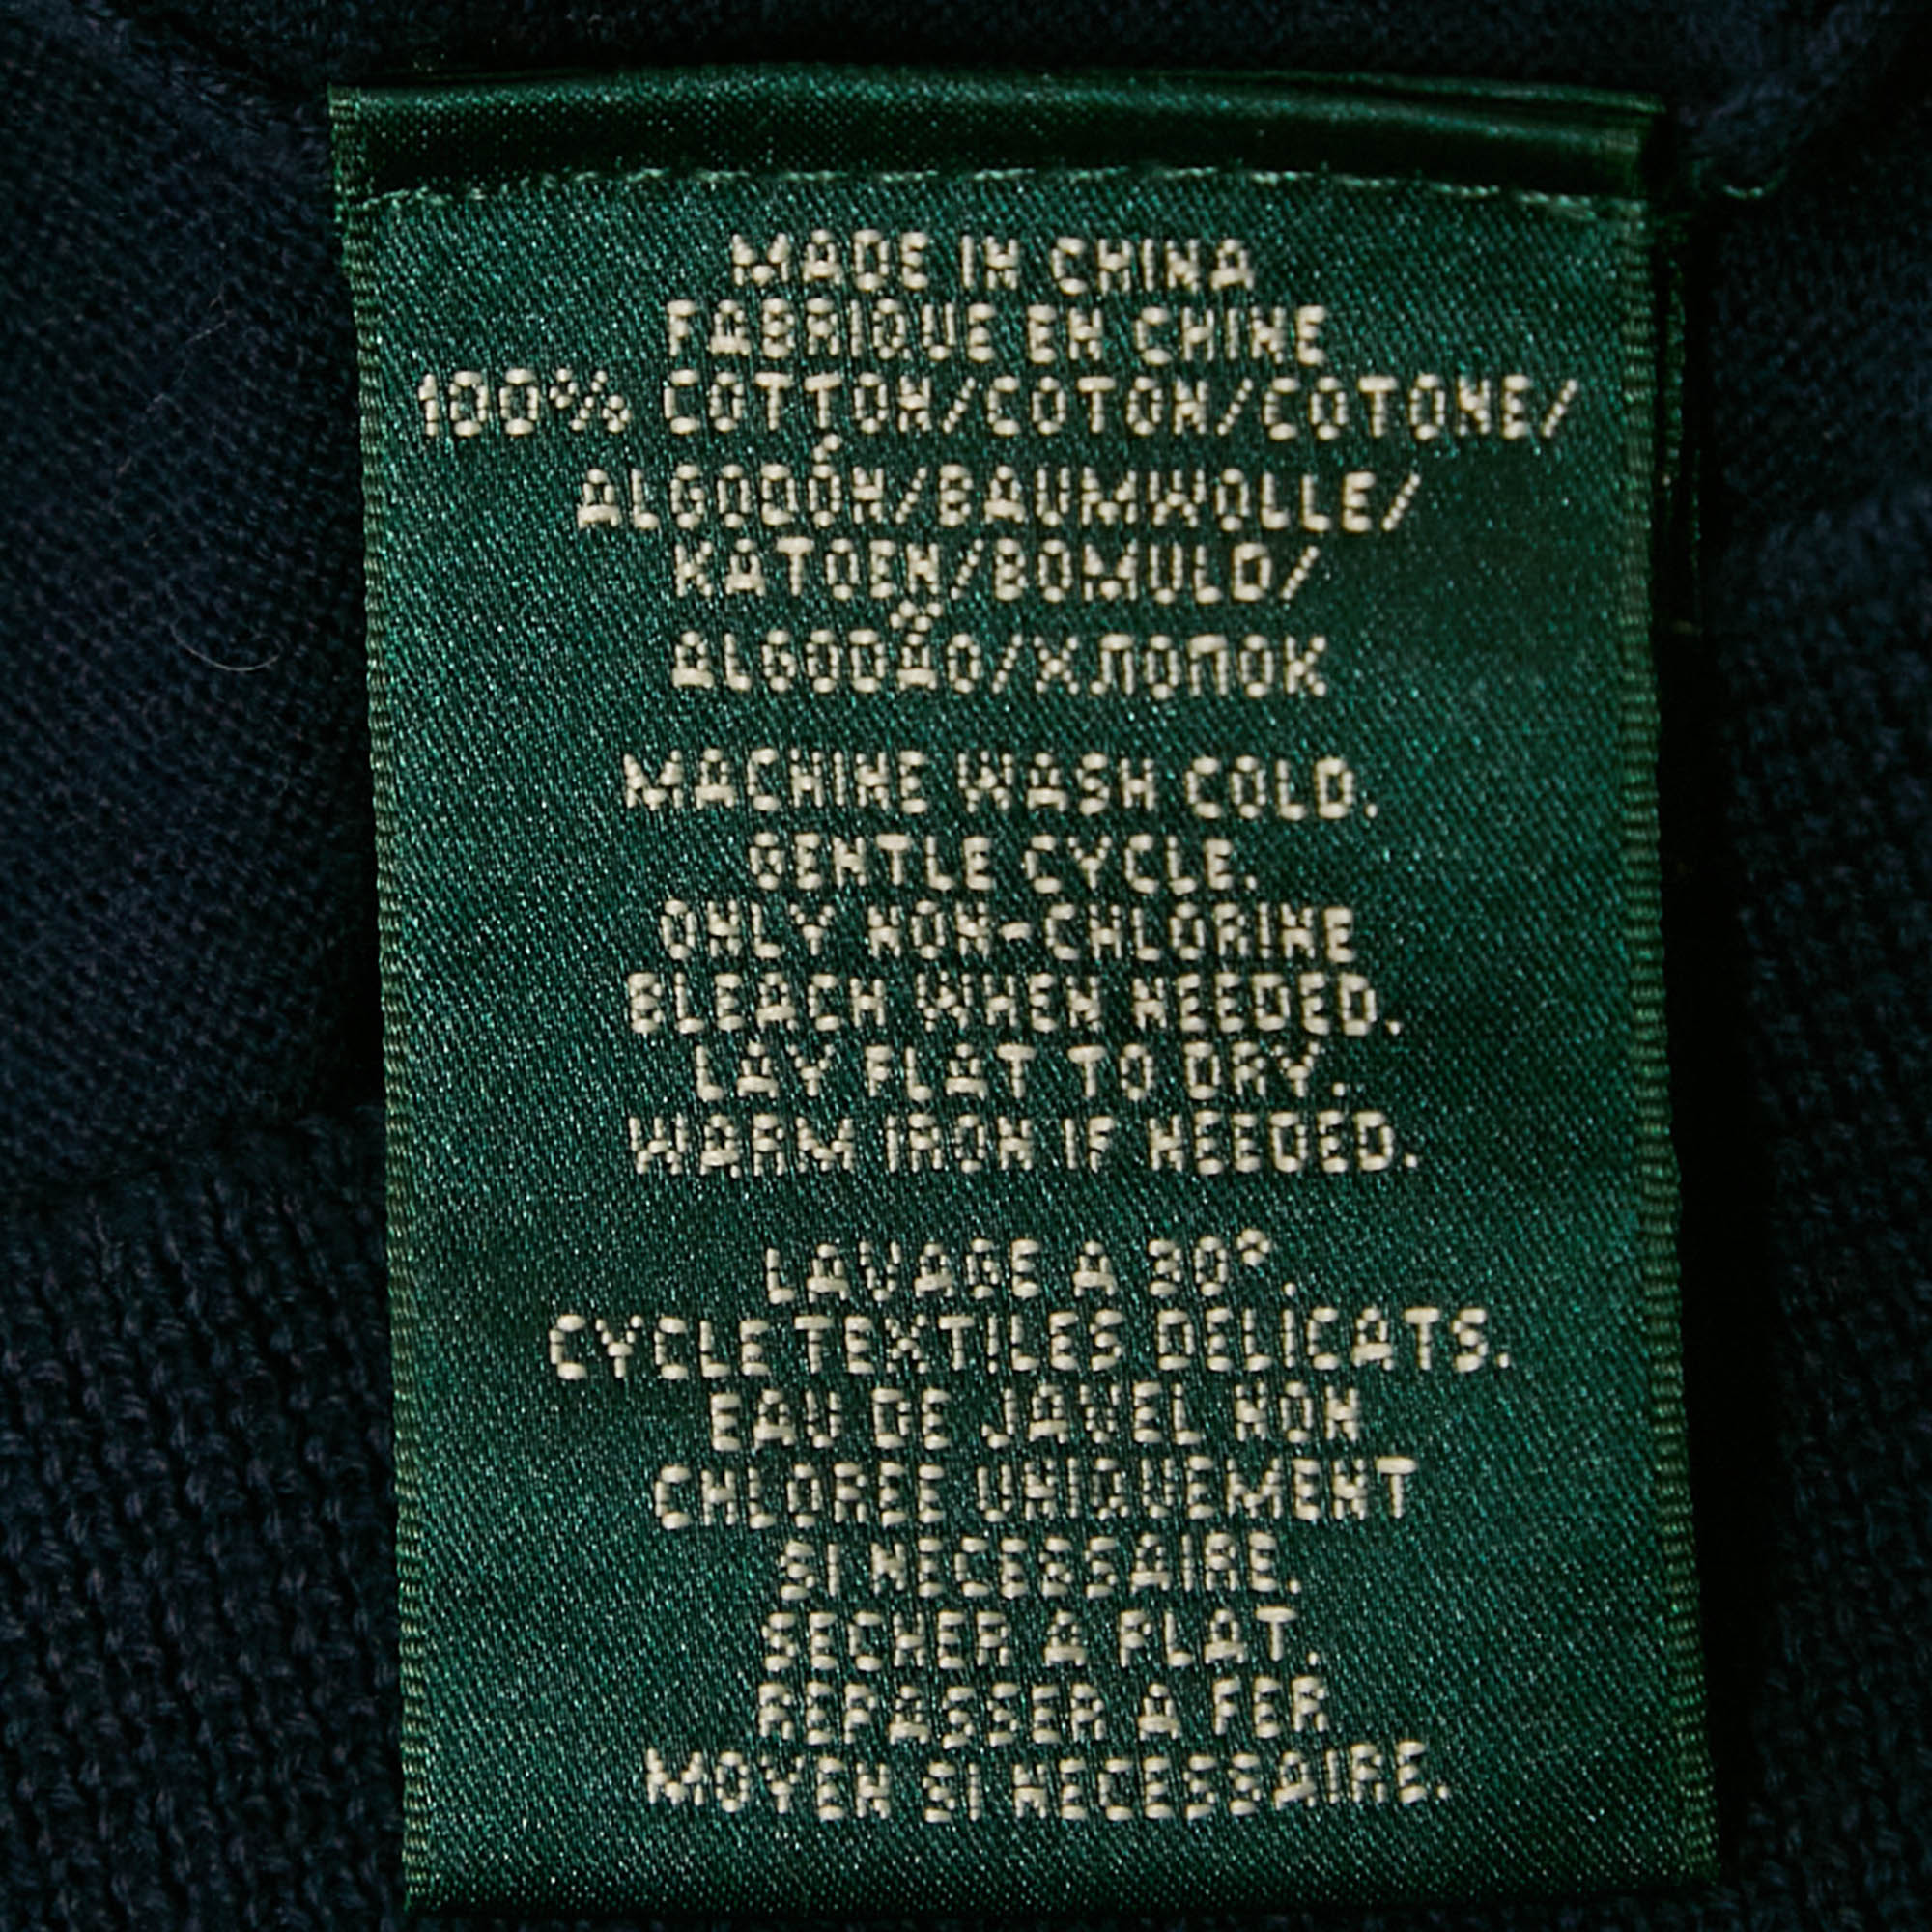 MADE IN CHINA
FABRIQUE EN CHINE
100% COTTON/COTON/COTONE/
ALGODÓN/BAUMWOLLE/
KATOEN/BOMULD/
ALGODÃO/ХЛОПОК
MACHINE WASH COLD.
GENTLE CYCLE.
ONLY NON-CHLORINE
BLEACH WHEN NEEDED.
LAY FLAT TO DRY.
WARM IRON IF NEEDED.
LAVAGE A 30°.
CYCLE TEXTILES DELICATS.
EAU DE JAVEL NON
CHLOREE UNIQUEMENT
SI NECESSAIRE.
SECHER A PLAT.
REPASSER A FER
MOYEN SI NECESSAIRE.